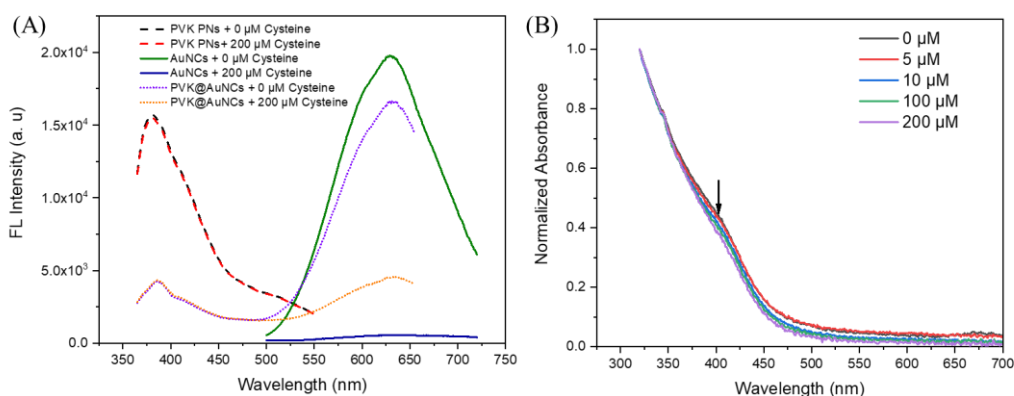 (A)
PVK PNs + 0 µM Cysteine
PVK PNs+ 200 µM Cysteine
AuNCs + 0 µM Cysteine
AuNCs + 200 µM Cysteine
PVK@AuNCs + 0 µM Cysteine
PVK@AuNCs + 200 µM Cysteine
2.0x10⁴
1.5x10⁴
1.0x10⁴
5.0x10³
0.0
FL Intensity (a. u)
350 400 450 500 550 600 650 700 750
Wavelength (nm)
(B)
0 µM
5 µM
10 µM
100 µM
200 µM
1.0
0.8
0.6
0.4
0.2
0.0
Normalized Absorbance
300 350 400 450 500 550 600 650 700
Wavelength (nm)